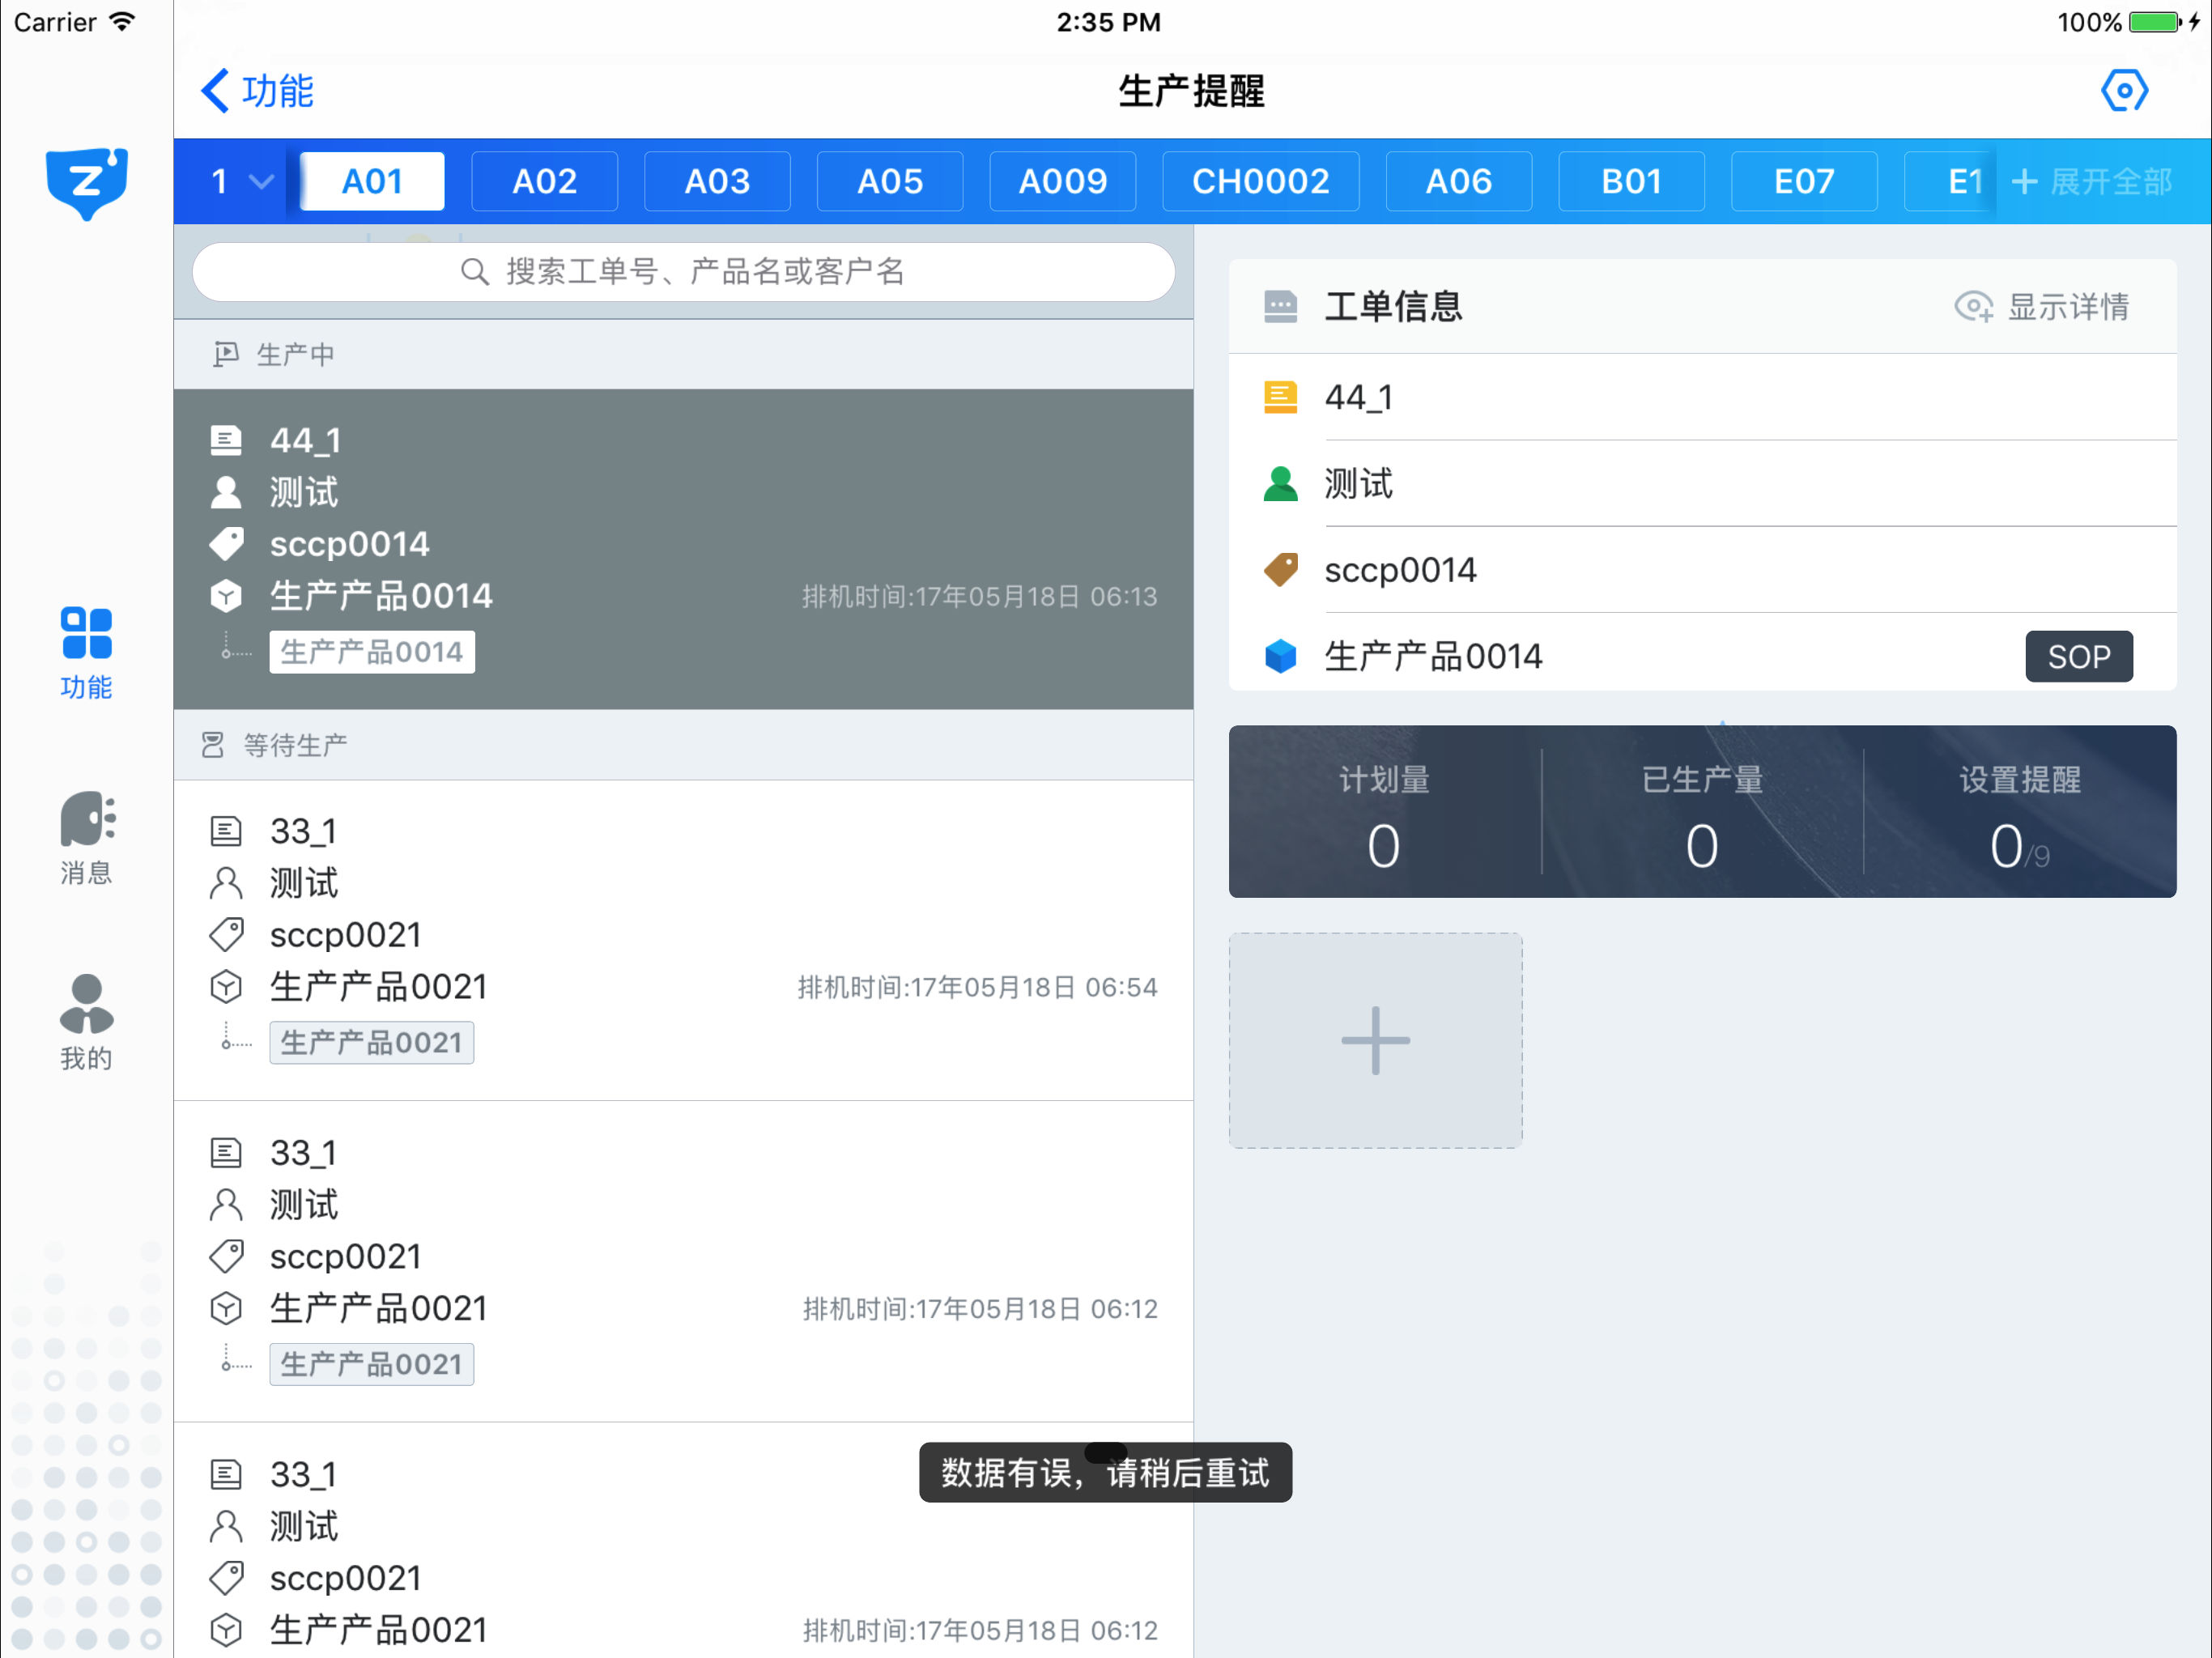 Carrier
2:35 PM
100%
功能
生产提醒
1
A01
A02
A03
A05
A009
CH0002
A06
B01
E07
E1
展开全部
搜索工单号、产品名或客户名
生产中
44_1
测试
sccp0014
生产产品0014
排机时间:17年05月18日 06:13
生产产品0014
等待生产
33_1
测试
sccp0021
生产产品0021
排机时间:17年05月18日 06:54
生产产品0021
33_1
测试
sccp0021
生产产品0021
排机时间:17年05月18日 06:12
生产产品0021
33_1
测试
sccp0021
生产产品0021
排机时间:17年05月18日 06:12
工单信息
显示详情
44_1
测试
sccp0014
生产产品0014
SOP
计划量
已生产量
设置提醒
0
0
0/9
数据有误，请稍后重试
Z
功能
消息
我的